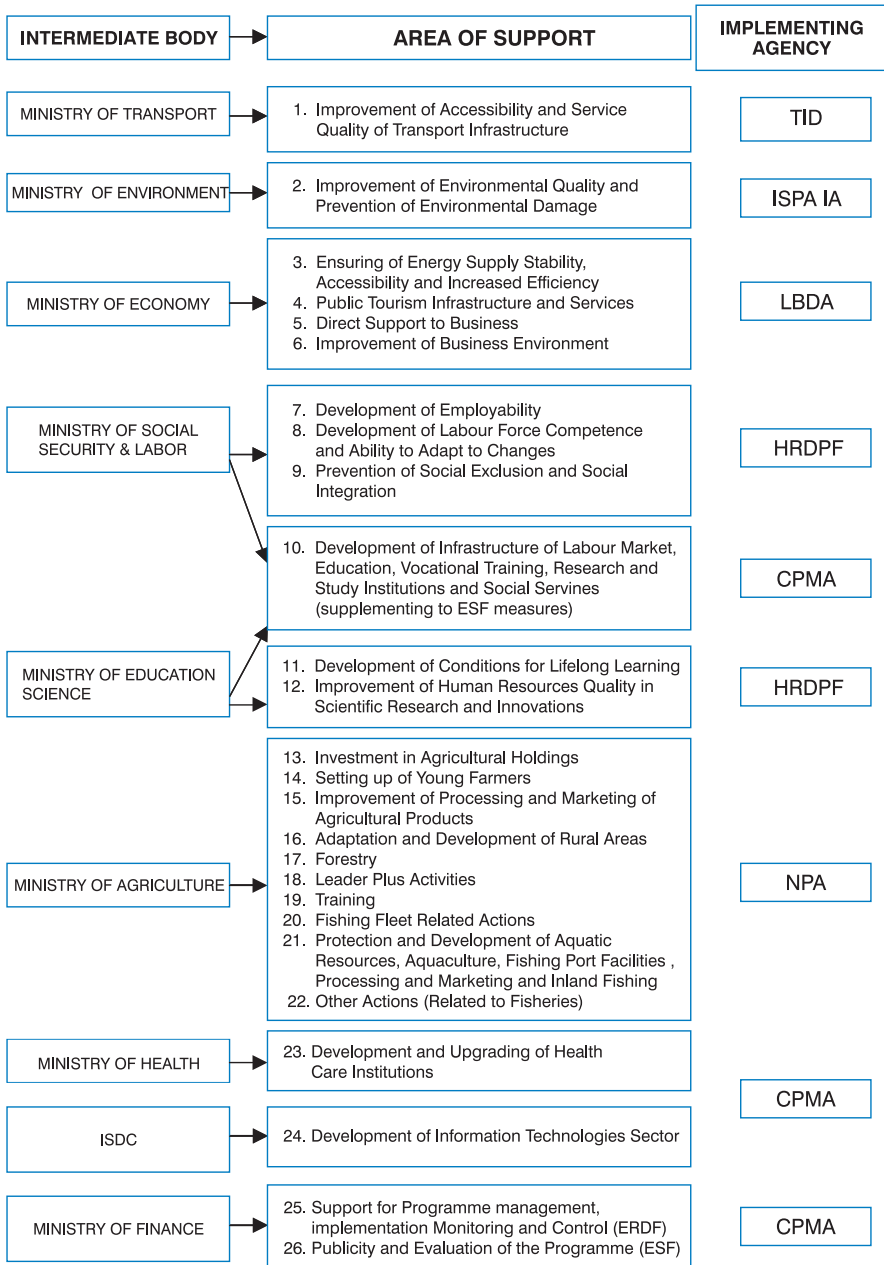 INTERMEDIATE BODY
AREA OF SUPPORT
IMPLEMENTING
AGENCY
MINISTRY OF TRANSPORT
1. Improvement of Accessibility and Service
Quality of Transport Infrastructure
TID
MINISTRY OF ENVIRONMENT
2. Improvement of Environmental Quality and
Prevention of Environmental Damage
ISPA IA
MINISTRY OF ECONOMY
3. Ensuring of Energy Supply Stability,
Accessibility and Increased Efficiency
4. Public Tourism Infrastructure and Services
5. Direct Support to Business
6. Improvement of Business Environment
LBDA
MINISTRY OF SOCIAL
SECURITY & LABOR
7. Development of Employability
8. Development of Labour Force Competence
and Ability to Adapt to Changes
9. Prevention of Social Exclusion and Social
Integration
HRDPF
10. Development of Infrastructure of Labour Market,
Education, Vocational Training, Research and
Study Institutions and Social Servines
(supplementing to ESF measures)
CPMA
MINISTRY OF EDUCATION
SCIENCE
11. Development of Conditions for Lifelong Learning
12. Improvement of Human Resources Quality in
Scientific Research and Innovations
HRDPF
MINISTRY OF AGRICULTURE
13. Investment in Agricultural Holdings
14. Setting up of Young Farmers
15. Improvement of Processing and Marketing of
Agricultural Products
16. Adaptation and Development of Rural Areas
17. Forestry
18. Leader Plus Activities
19. Training
20. Fishing Fleet Related Actions
21. Protection and Development of Aquatic
Resources, Aquaculture, Fishing Port Facilities ,
Processing and Marketing and Inland Fishing
22. Other Actions (Related to Fisheries)
NPA
MINISTRY OF HEALTH
23. Development and Upgrading of Health
Care Institutions
CPMA
ISDC
24. Development of Information Technologies Sector
MINISTRY OF FINANCE
25. Support for Programme management,
implementation Monitoring and Control (ERDF)
26. Publicity and Evaluation of the Programme (ESF)
CPMA